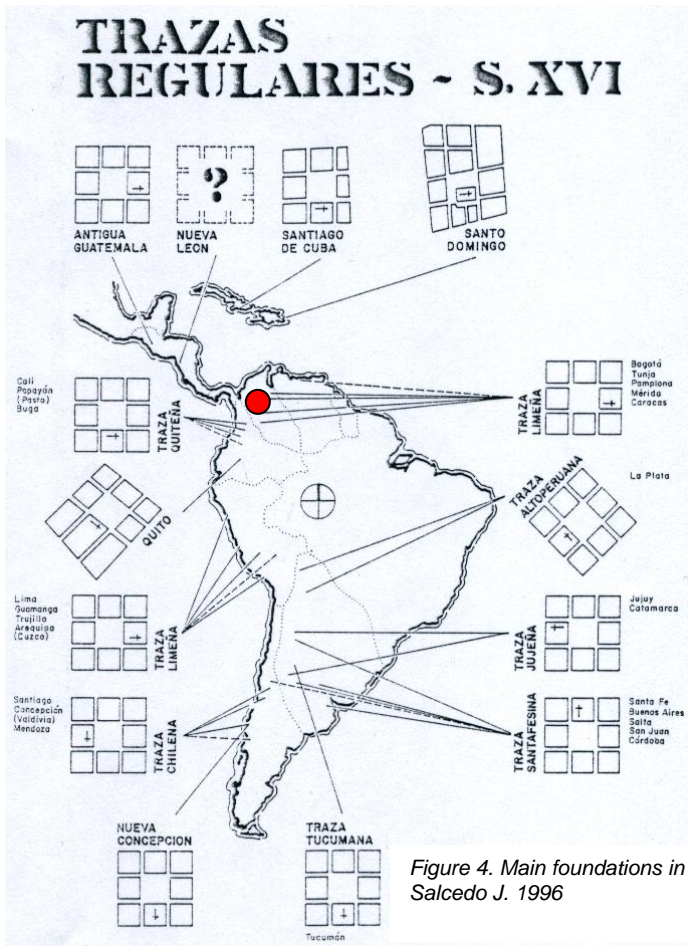 TRAZAS
REGULARES ~ S. XVI
ANTIGUA
GUATEMALA
NUEVA
LEON
?
SANTIAGO
DE CUBA
SANTO
DOMINGO
Cali
Popayán
(Pasto)
Buga
TRAZA
QUITEÑA
Bogotá
Tunja
Pamplona
Mérida
Caracas
TRAZA
LIMEÑA
QUITO
La Plata
TRAZA
ALTOPERUANA
Lima
Guamanga
Trujillo
Arequipa
(Cuzco)
TRAZA
LIMEÑA
Jujuy
Catamarca
TRAZA
JUJEÑA
Santiago
Concepción
(Valdivia)
Mendoza
TRAZA
CHILENA
Santa Fe
Buenos Aires
Salta
San Juan
Córdoba
TRAZA
SANTAFESINA
NUEVA
CONCEPCION
TRAZA
TUCUMANA
Tucumán
Figure 4. Main foundations in
Salcedo J. 1996